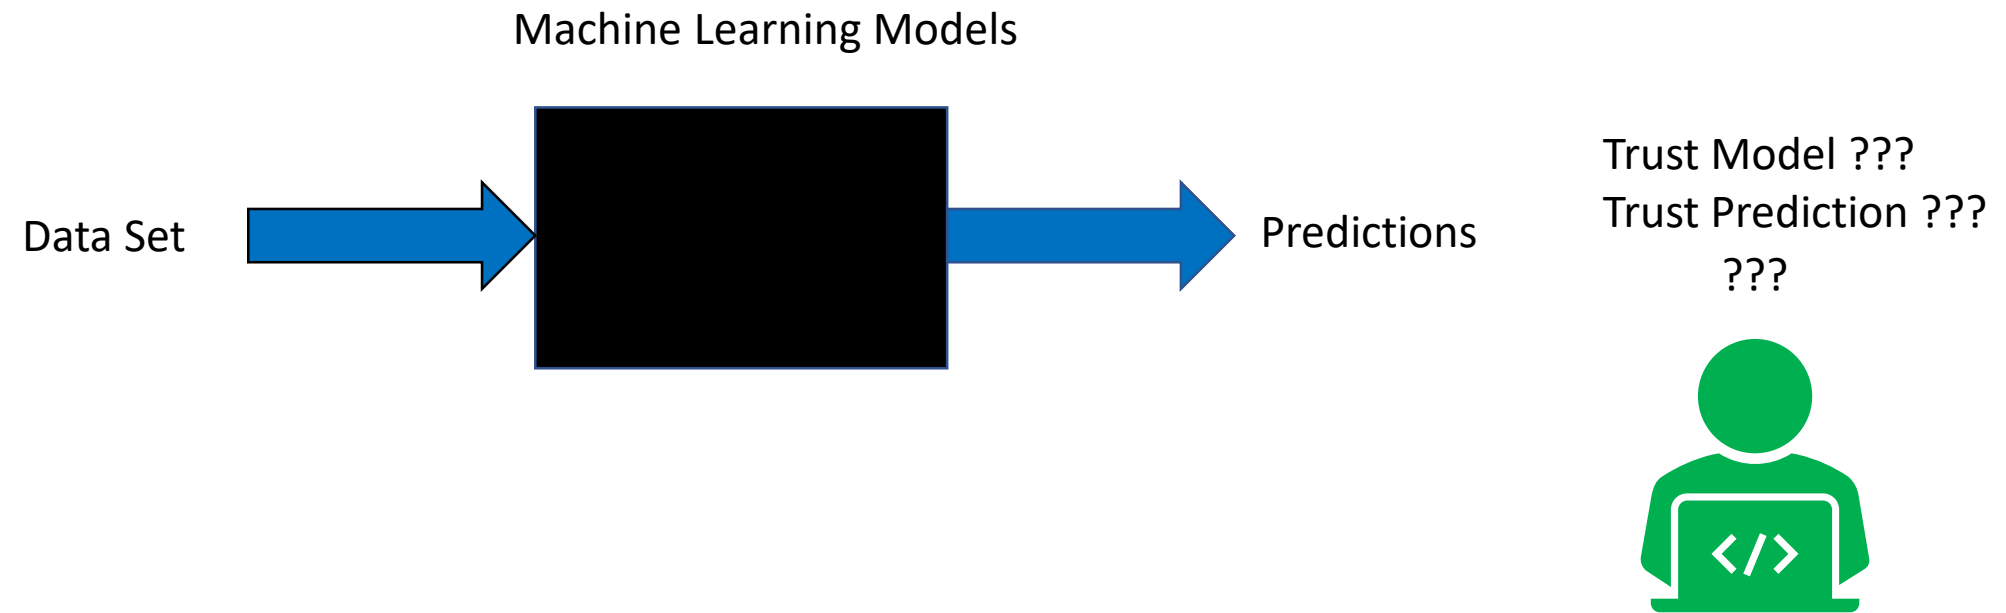 Machine Learning Models
Data Set
Predictions
Trust Model ???
Trust Prediction ???
???
</>